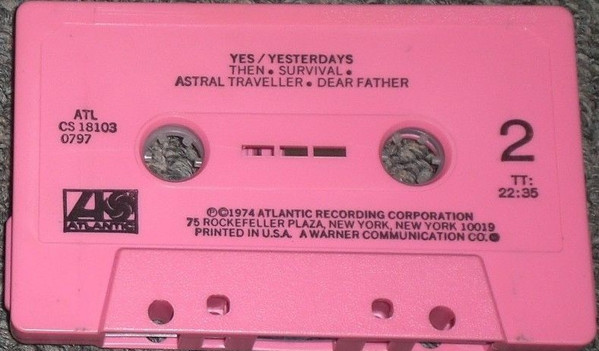 YES / YESTERDAYS
THEN • SURVIVAL •
ASTRAL TRAVELLER • DEAR FATHER
ATL
CS 18103
0797
2
TT:
22:35
ATLANTIC
℗©1974 ATLANTIC RECORDING CORPORATION
75 ROCKEFELLER PLAZA, NEW YORK, NEW YORK 10019
PRINTED IN U.S.A. A WARNER COMMUNICATION CO.